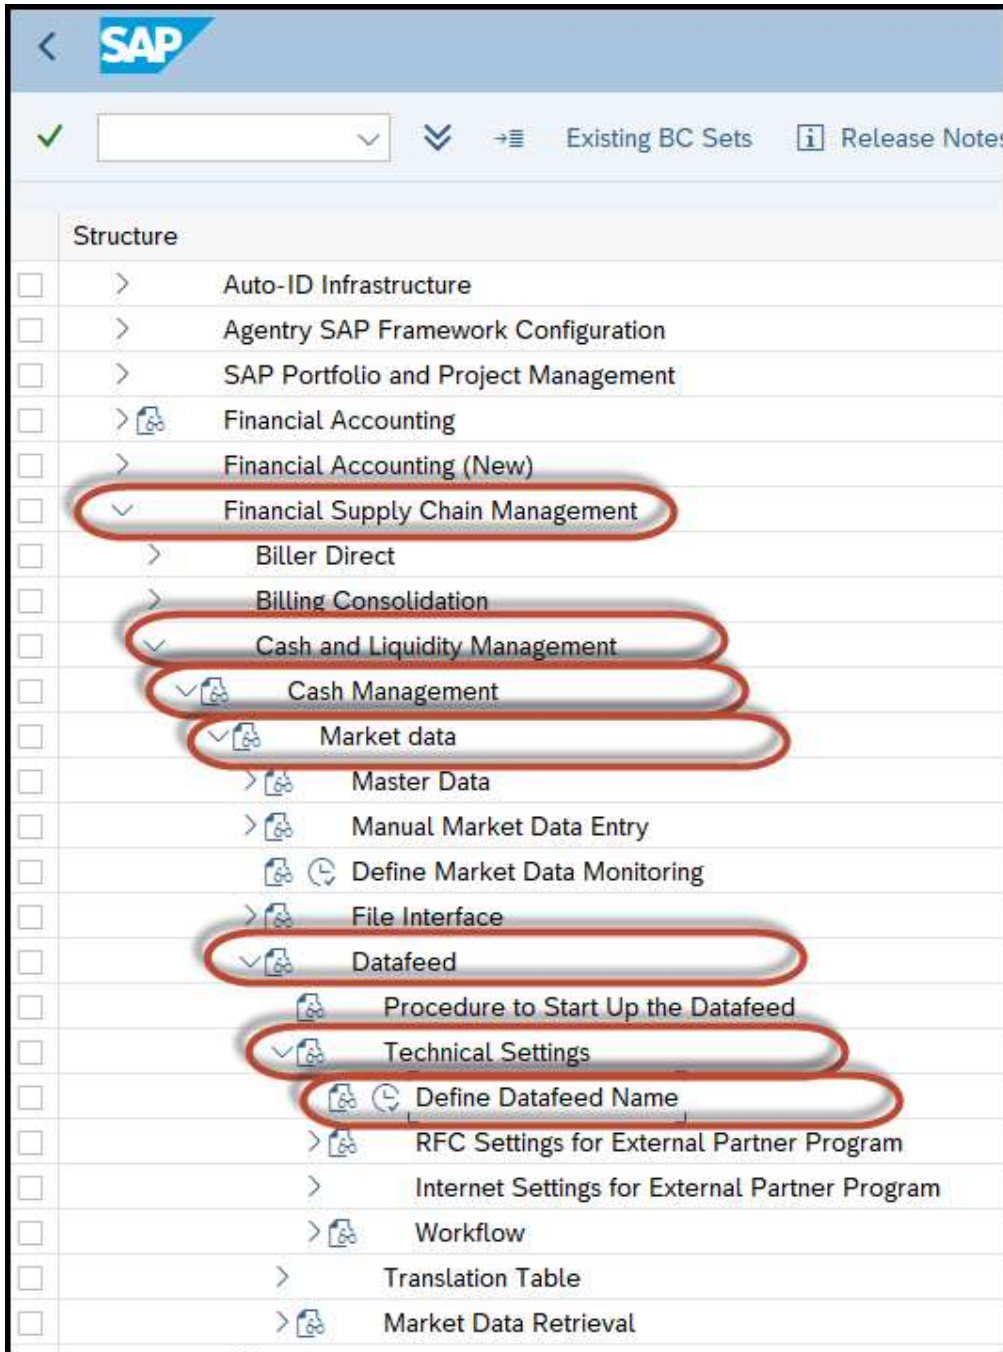 SAP
Existing BC Sets i Release Notes
Structure
Auto-ID Infrastructure
Agentry SAP Framework Configuration
SAP Portfolio and Project Management
Financial Accounting
Financial Accounting (New)
Financial Supply Chain Management
Biller Direct
Billing Consolidation
Cash and Liquidity Management
Cash Management
Market data
Master Data
Manual Market Data Entry
Define Market Data Monitoring
File Interface
Datafeed
Procedure to Start Up the Datafeed
Technical Settings
Define Datafeed Name
RFC Settings for External Partner Program
Internet Settings for External Partner Program
Workflow
Translation Table
Market Data Retrieval